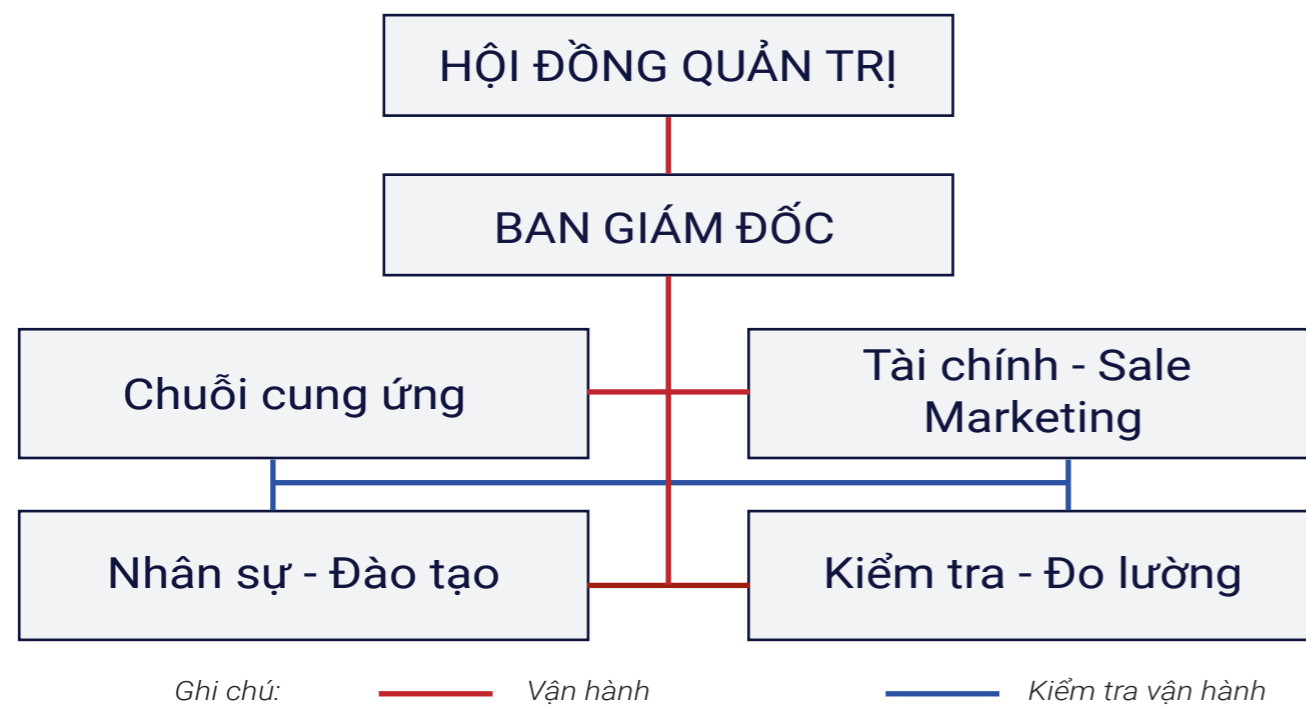 HỘI ĐỒNG QUẢN TRỊ
BAN GIÁM ĐỐC
Chuỗi cung ứng
Tài chính - Sale
Marketing
Nhân sự - Đào tạo
Kiểm tra - Đo lường
Ghi chú:
Vận hành
Kiểm tra vận hành